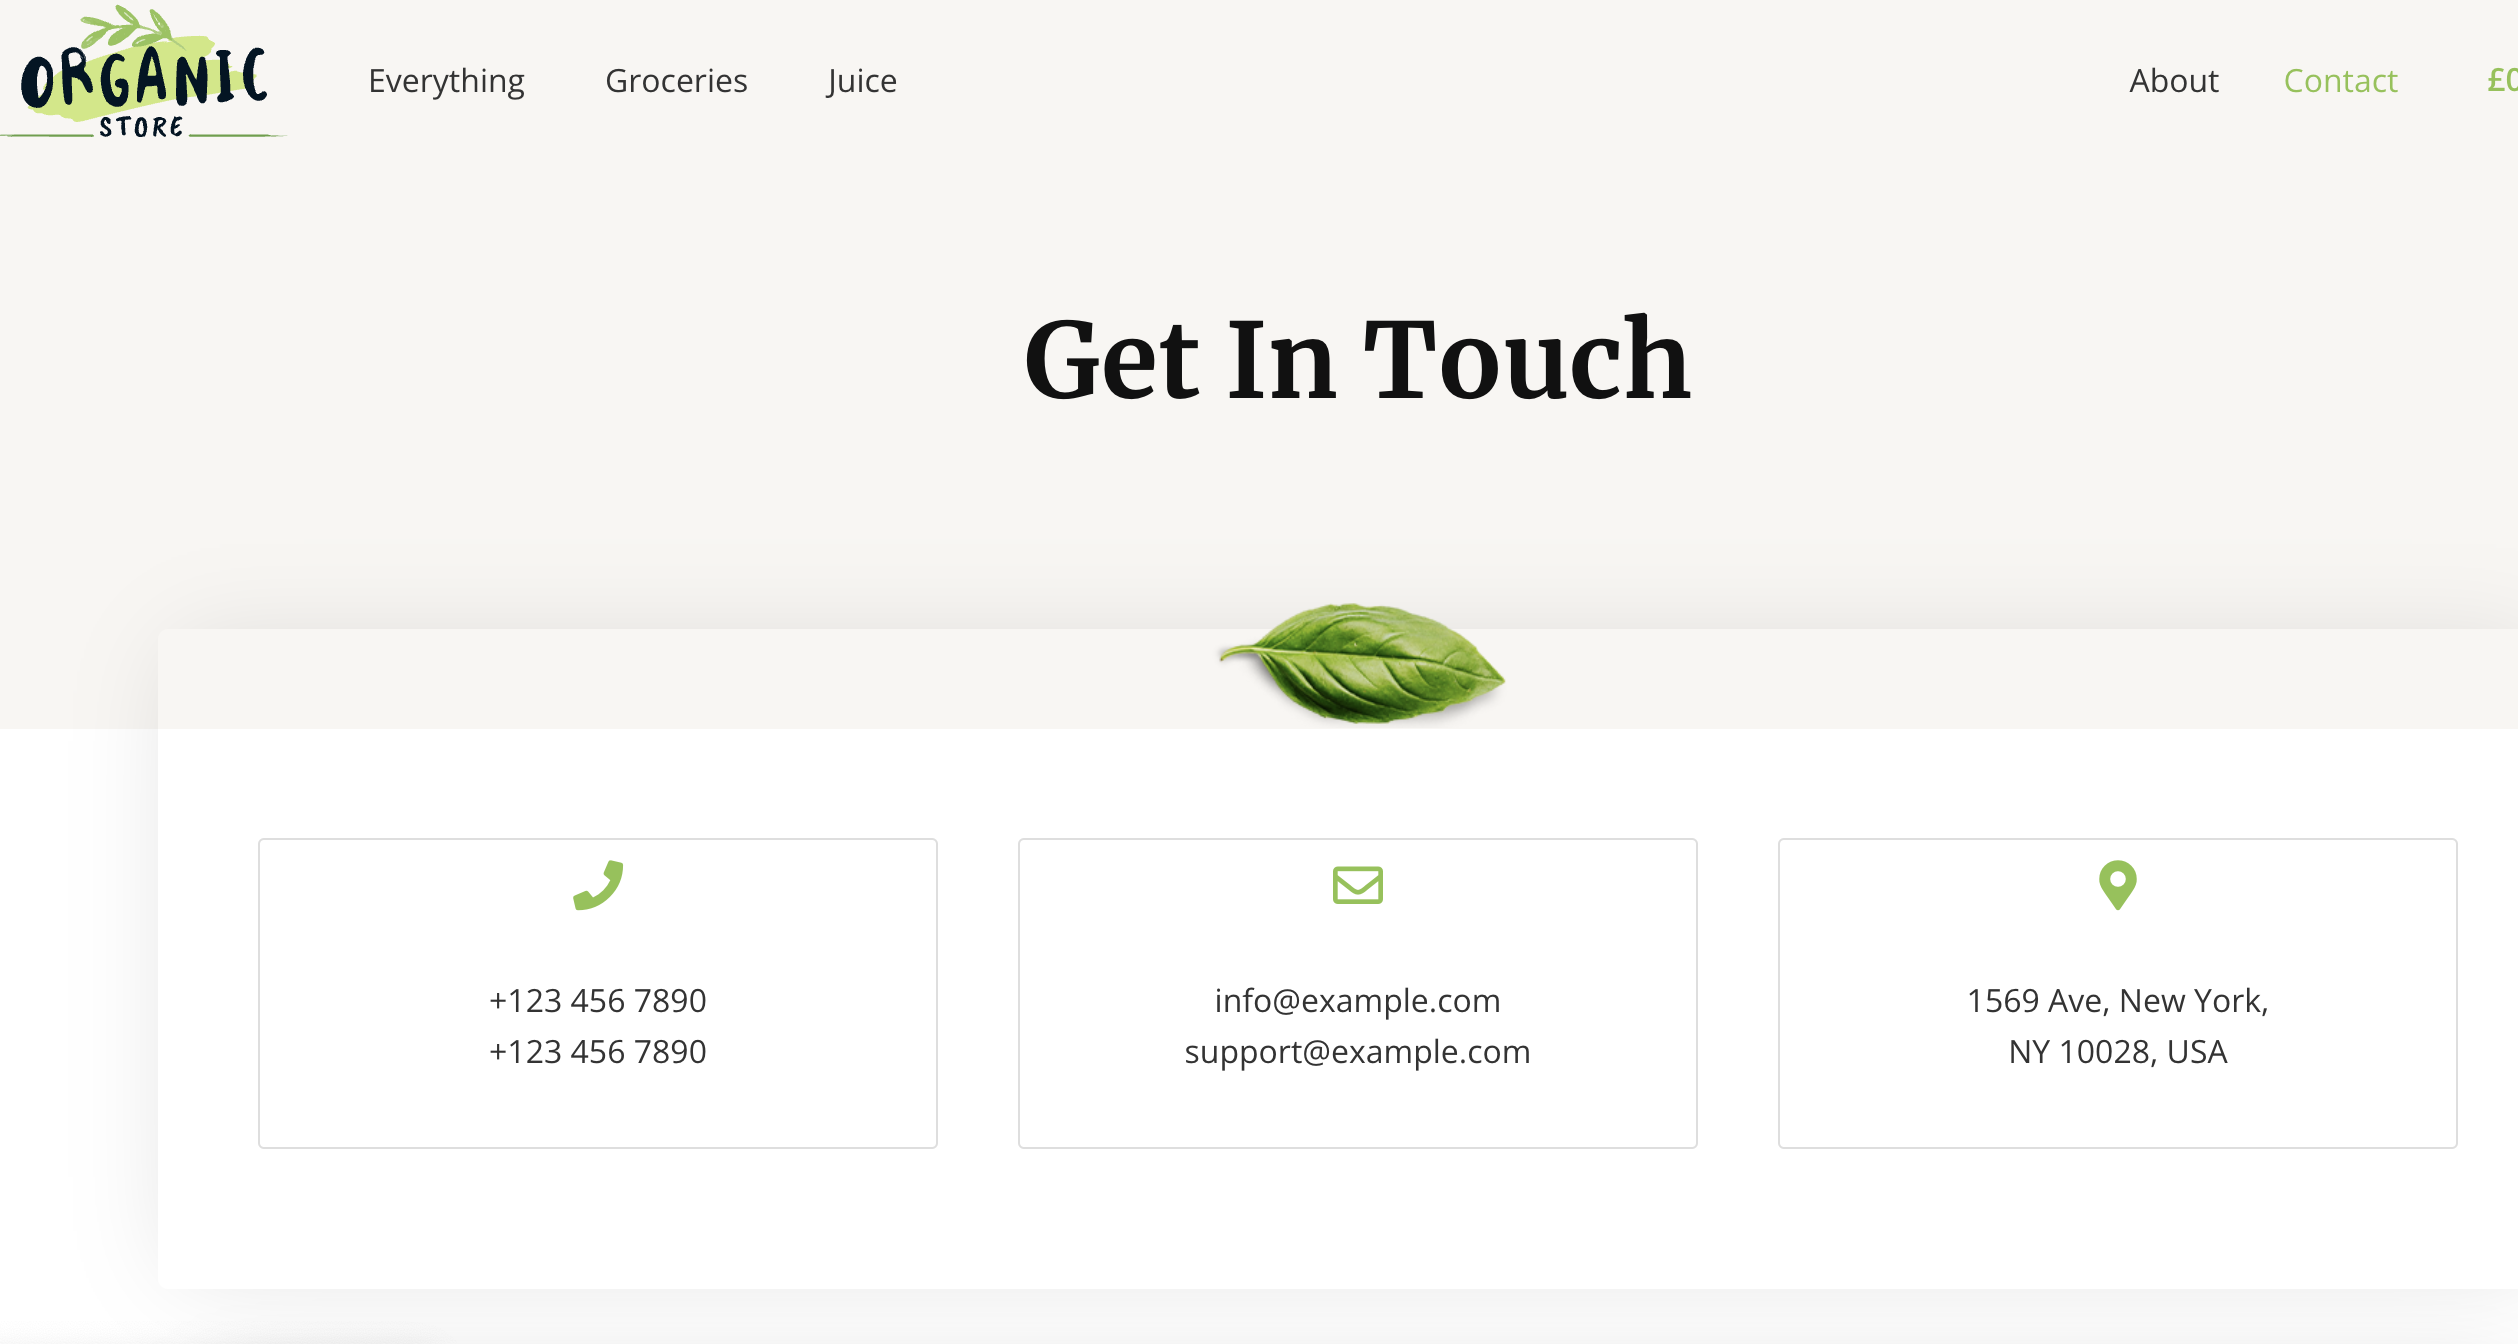 ORGANIC
STORE
Everything
Groceries
Juice
About
Contact
Get In Touch
+123 456 7890
+123 456 7890
info@example.com
support@example.com
1569 Ave, New York,
NY 10028, USA